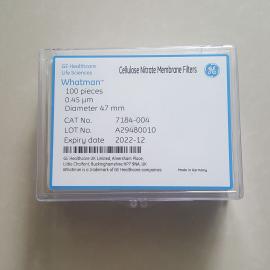 GE Healthcare
Life Sciences
Cellulose Nitrate Membrane Filters
Whatman™
100 pieces
0.45 µm
Diameter 47 mm
CAT No. 7184-004
LOT No. A29480010
Expiry date 2022-12
GE Healthcare UK Limited, Amersham Place,
Little Chalfont, Buckinghamshire HP7 9NA, UK
Whatman is a trademark of GE Healthcare companies
Made in Germany